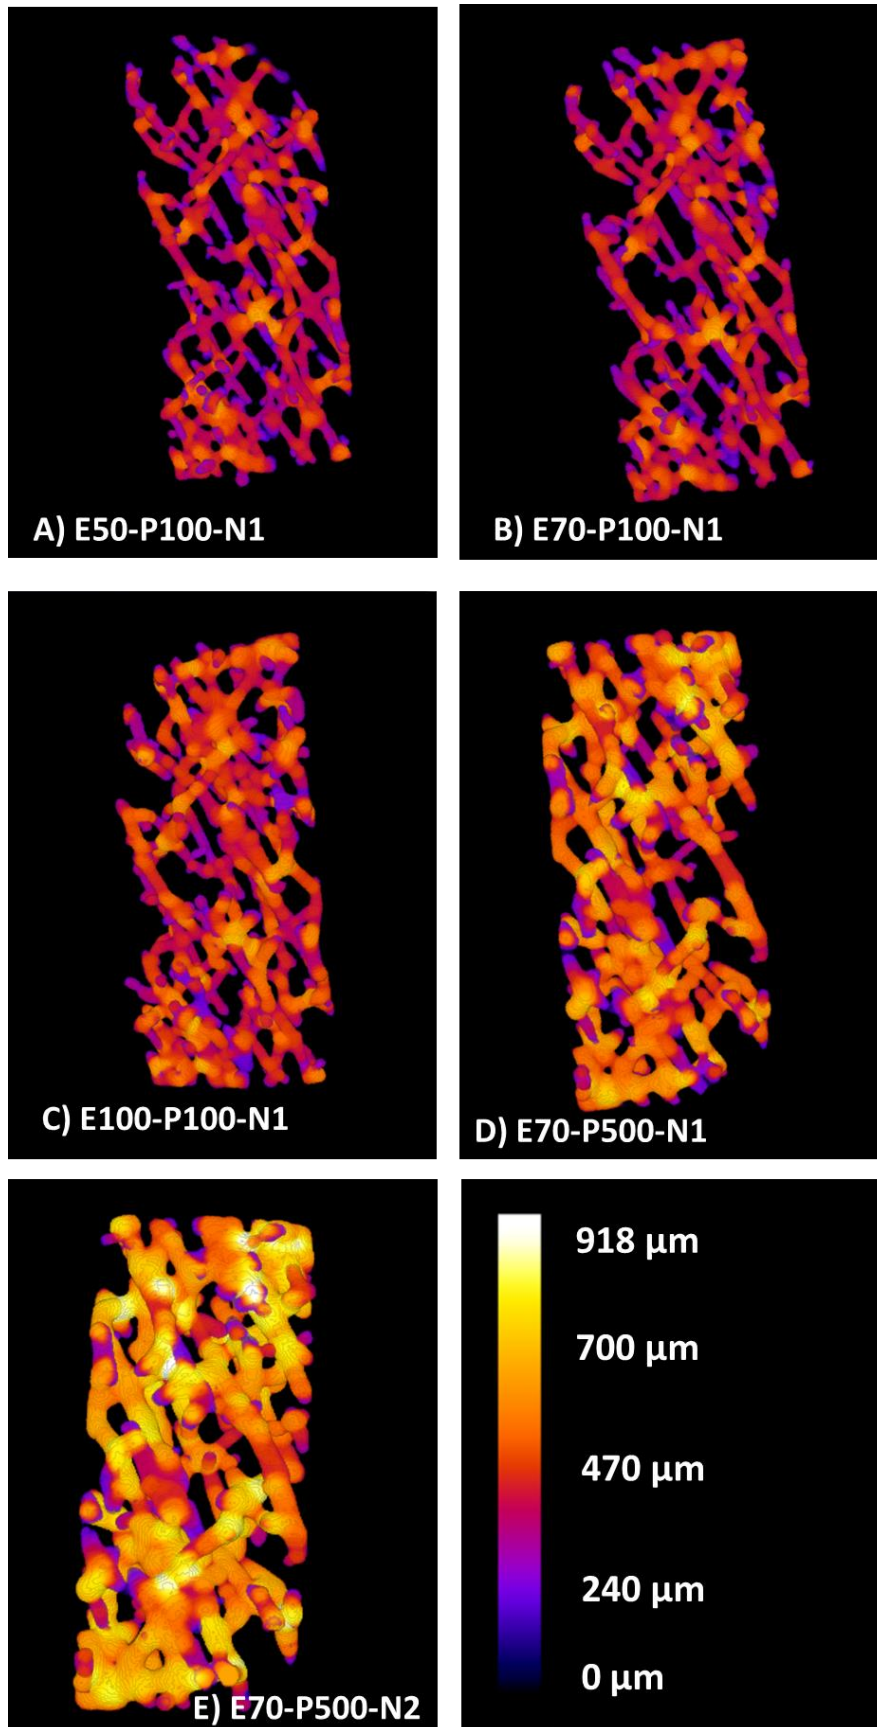 A) E50-P100-N1
B) E70-P100-N1
C) E100-P100-N1
D) E70-P500-N1
E) E70-P500-N2
918 µm
700 µm
470 µm
240 µm
0 µm